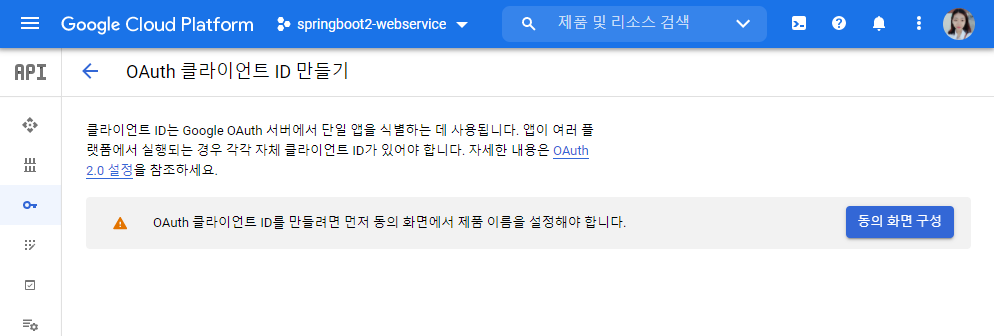 Google Cloud Platform springboot2-webservice 제품 및 리소스 검색
API OAuth 클라이언트 ID 만들기
클라이언트 ID는 Google OAuth 서버에서 단일 앱을 식별하는 데 사용됩니다. 앱이 여러 플
랫폼에서 실행되는 경우 각각 자체 클라이언트 ID가 있어야 합니다. 자세한 내용은 OAuth
2.0 설정을 참조하세요.
OAuth 클라이언트 ID를 만들려면 먼저 동의 화면에서 제품 이름을 설정해야 합니다. 동의 화면 구성